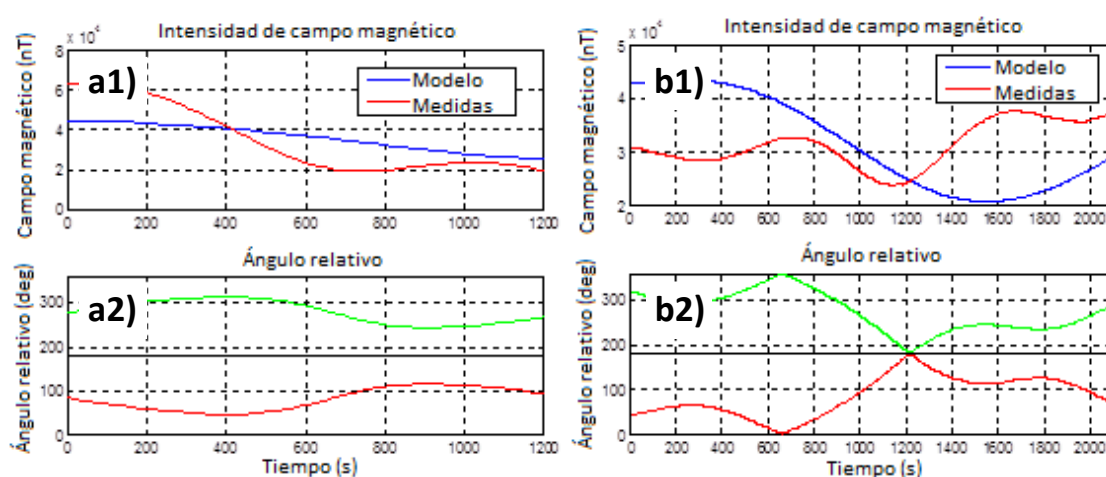 Intensidad de campo magnético
x 10⁴
Campo magnético (nT)
8
6
4
2
0
a1)
Modelo
Medidas
0 200 400 600 800 1000 1200
Ángulo relativo
Ángulo relativo (deg)
300
200
100
0
a2)
0 200 400 600 800 1000 1200
Tiempo (s)
Intensidad de campo magnético
Campo magnético (nT)
5
4
3
2
b1)
Modelo
Medidas
0 200 400 600 800 1000 1200 1400 1600 1800 2000
Ángulo relativo
Ángulo relativo (deg)
300
200
100
0
b2)
0 200 400 600 800 1000 1200 1400 1600 1800 2000
Tiempo (s)